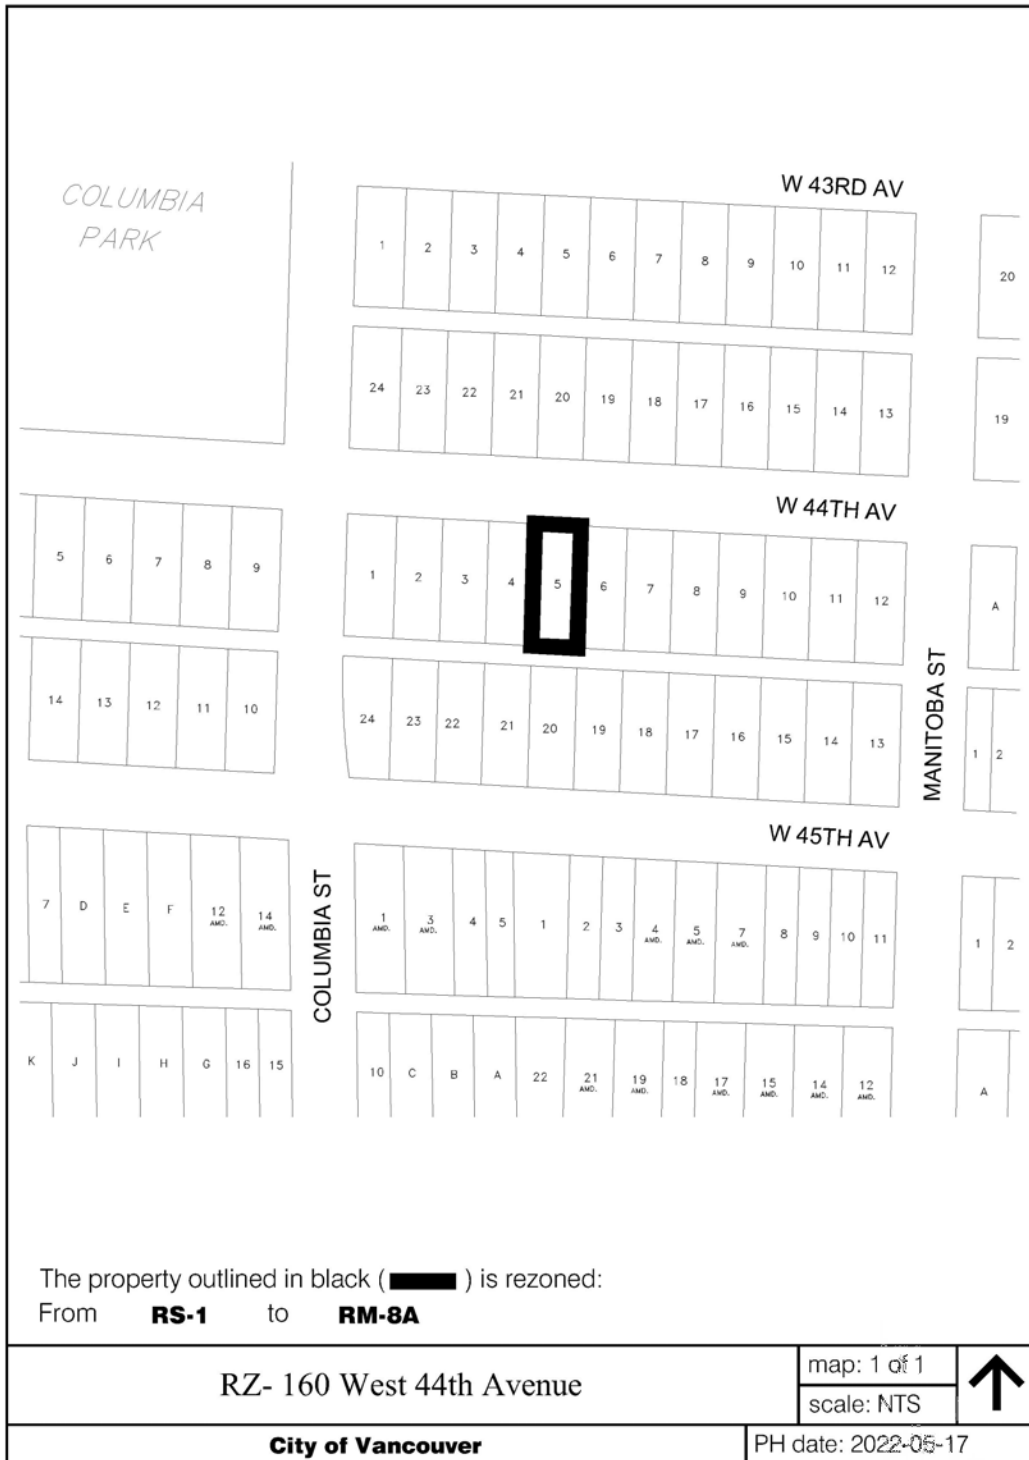 COLUMBIA
PARK
W 43RD AV
1 2 3 4 5 6 7 8 9 10 11 12
20
24 23 22 21 20 19 18 17 16 15 14 13
19
W 44TH AV
5 6 7 8 9
1 2 3 4 5 6 7 8 9 10 11 12
A
14 13 12 11 10
24 23 22 21 20 19 18 17 16 15 14 13
MANITOBA ST
1 2
W 45TH AV
7 D E F 12 AMD. 14 AMD.
COLUMBIA ST
1 AMD. 3 AMD. 4 5 1 2 3 4 AMD. 5 AMD. 7 AMD. 8 9 10 11
1 2
K J I H G 16 15
10 C B A 22 21 AMD. 19 AMD. 18 17 AMD. 15 AMD. 14 AMD. 12 AMD.
A
The property outlined in black ( ) is rezoned:
From RS-1 to RM-8A
RZ- 160 West 44th Avenue
map: 1 of 1
scale: NTS
City of Vancouver
PH date: 2022-05-17